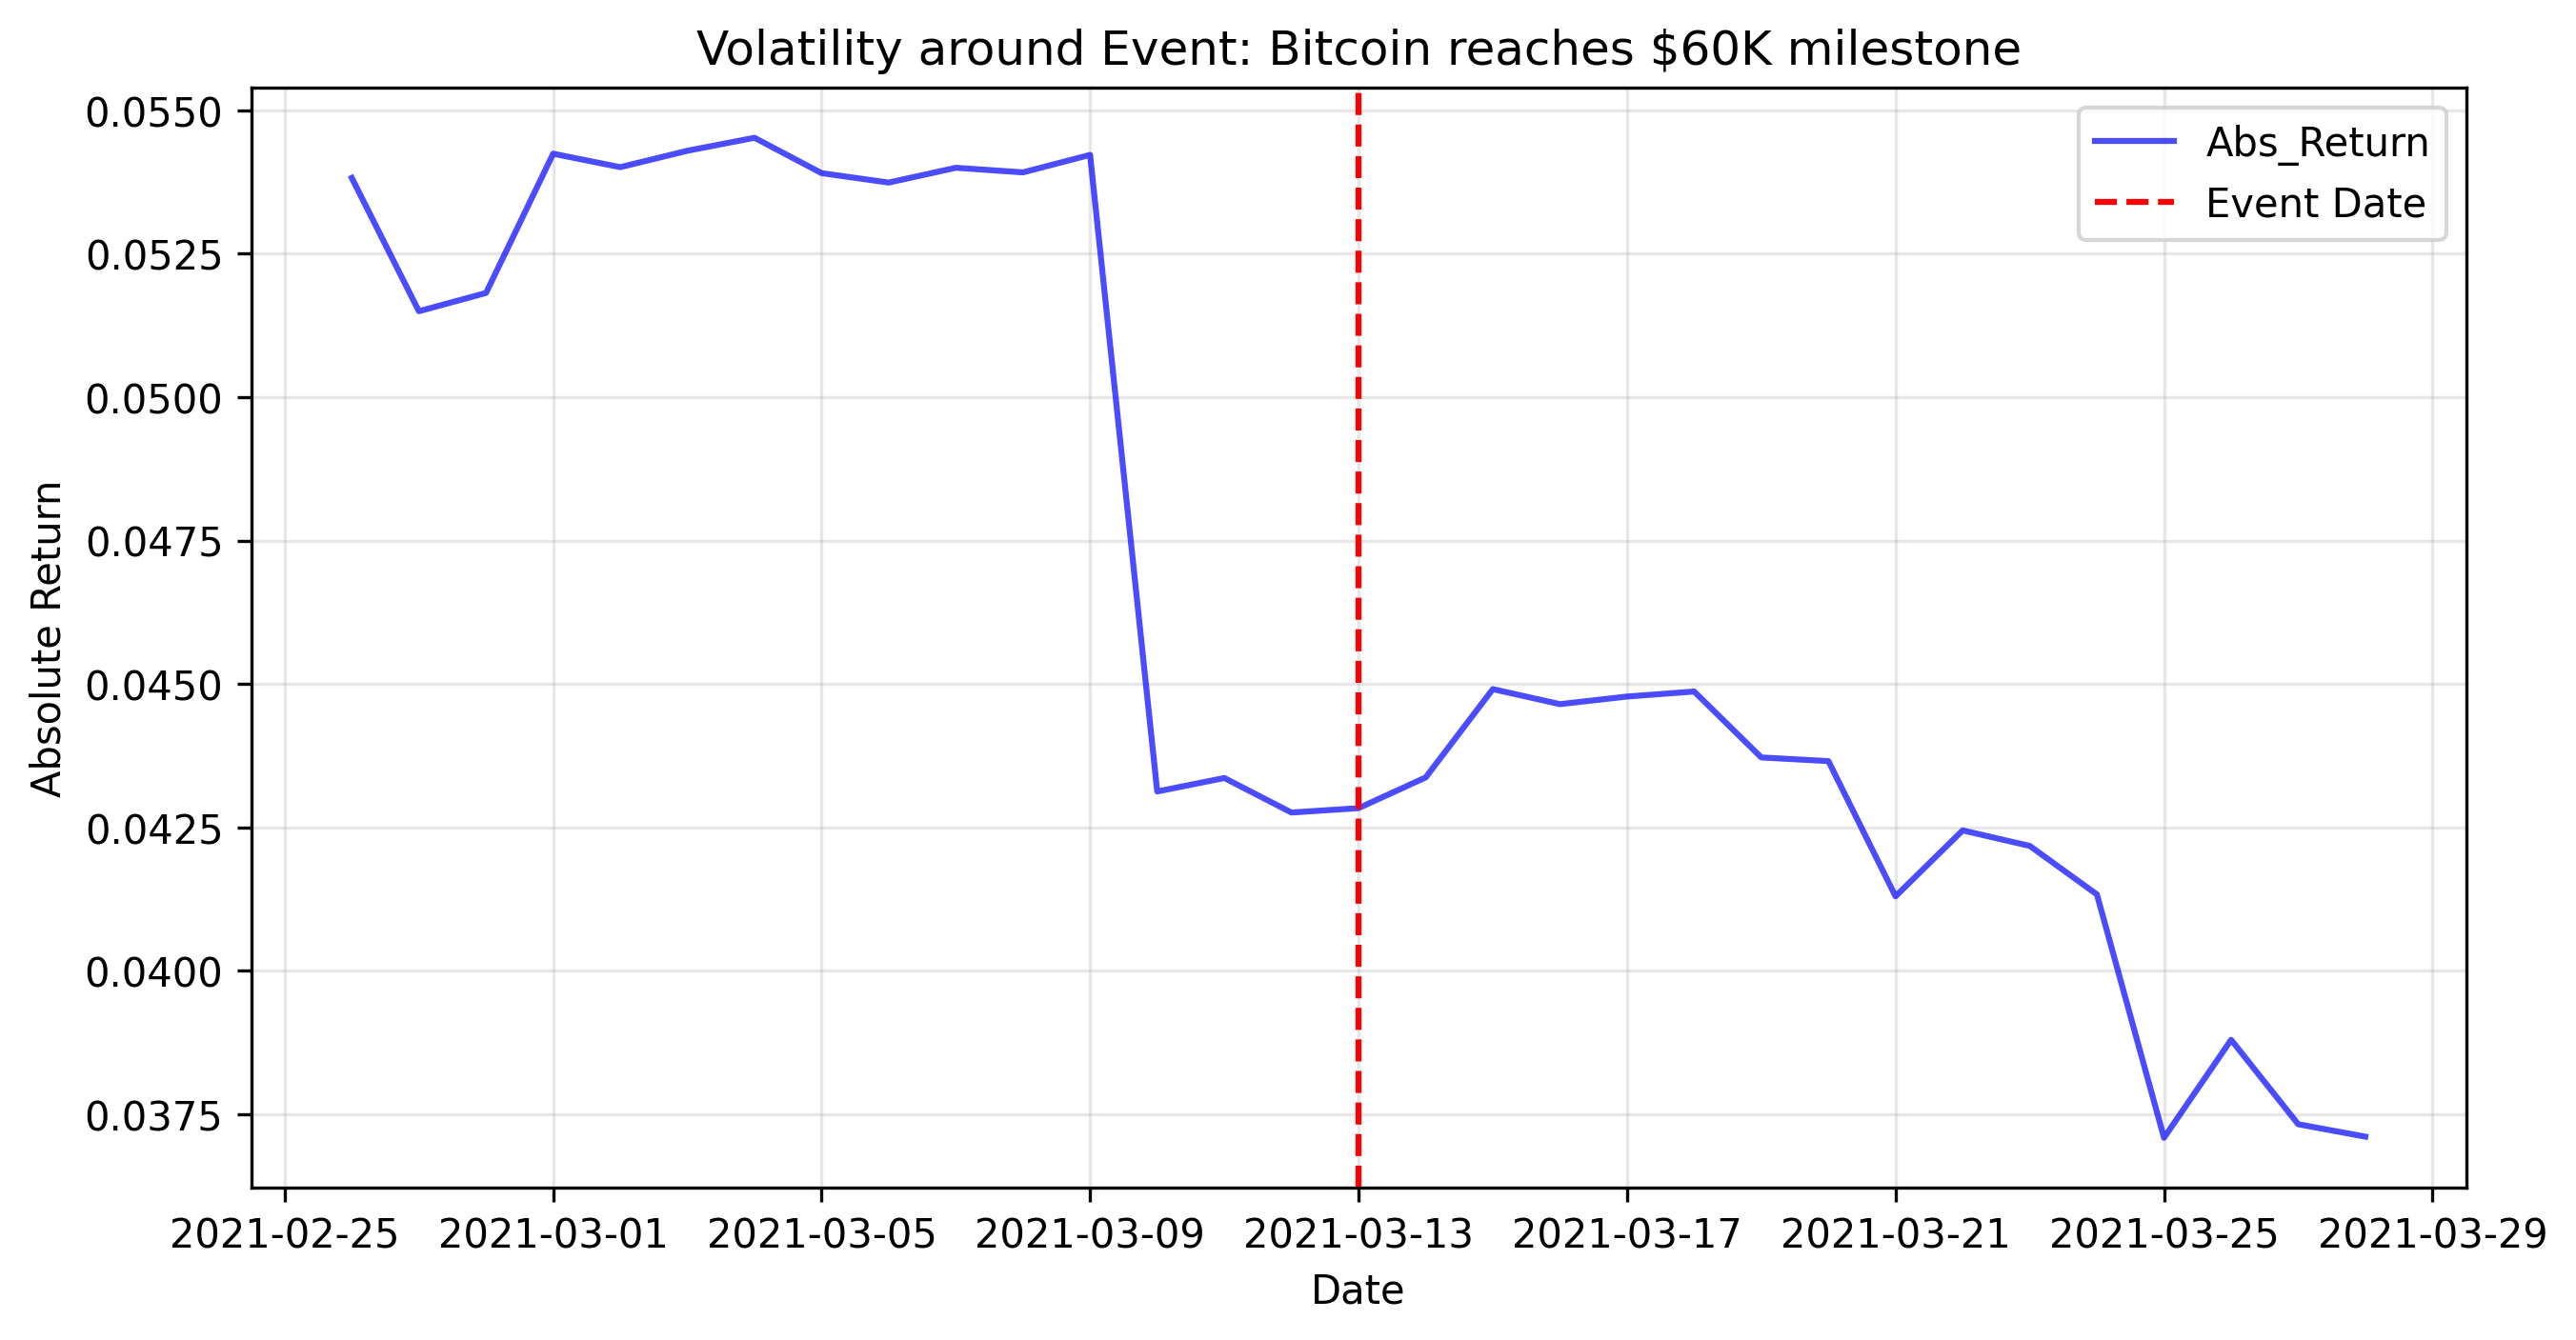 Volatility around Event: Bitcoin reaches $60K milestone
Abs_Return
Event Date
Absolute Return
0.0550
0.0525
0.0500
0.0475
0.0450
0.0425
0.0400
0.0375
2021-02-25 2021-03-01 2021-03-05 2021-03-09 2021-03-13 2021-03-17 2021-03-21 2021-03-25 2021-03-29
Date